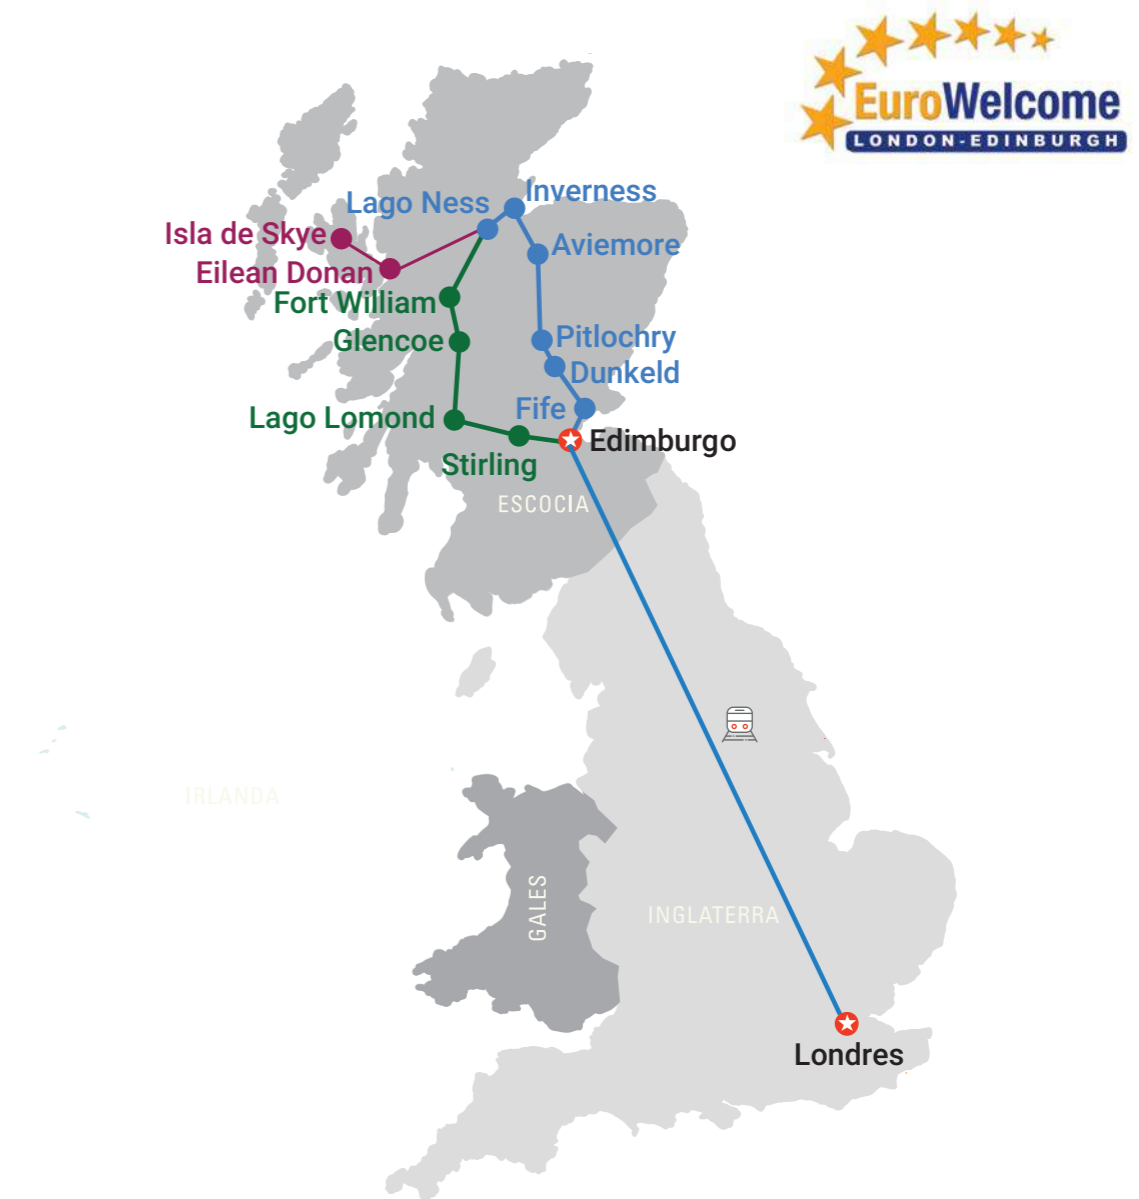 EuroWelcome
LONDON-EDINBURGH
Inverness
Lago Ness
Isla de Skye
Aviemore
Eilean Donan
Fort William
Glencoe
Pitlochry
Dunkeld
Fife
Lago Lomond
Edimburgo
Stirling
ESCOCIA
IRLANDA
GALES
INGLATERRA
Londres